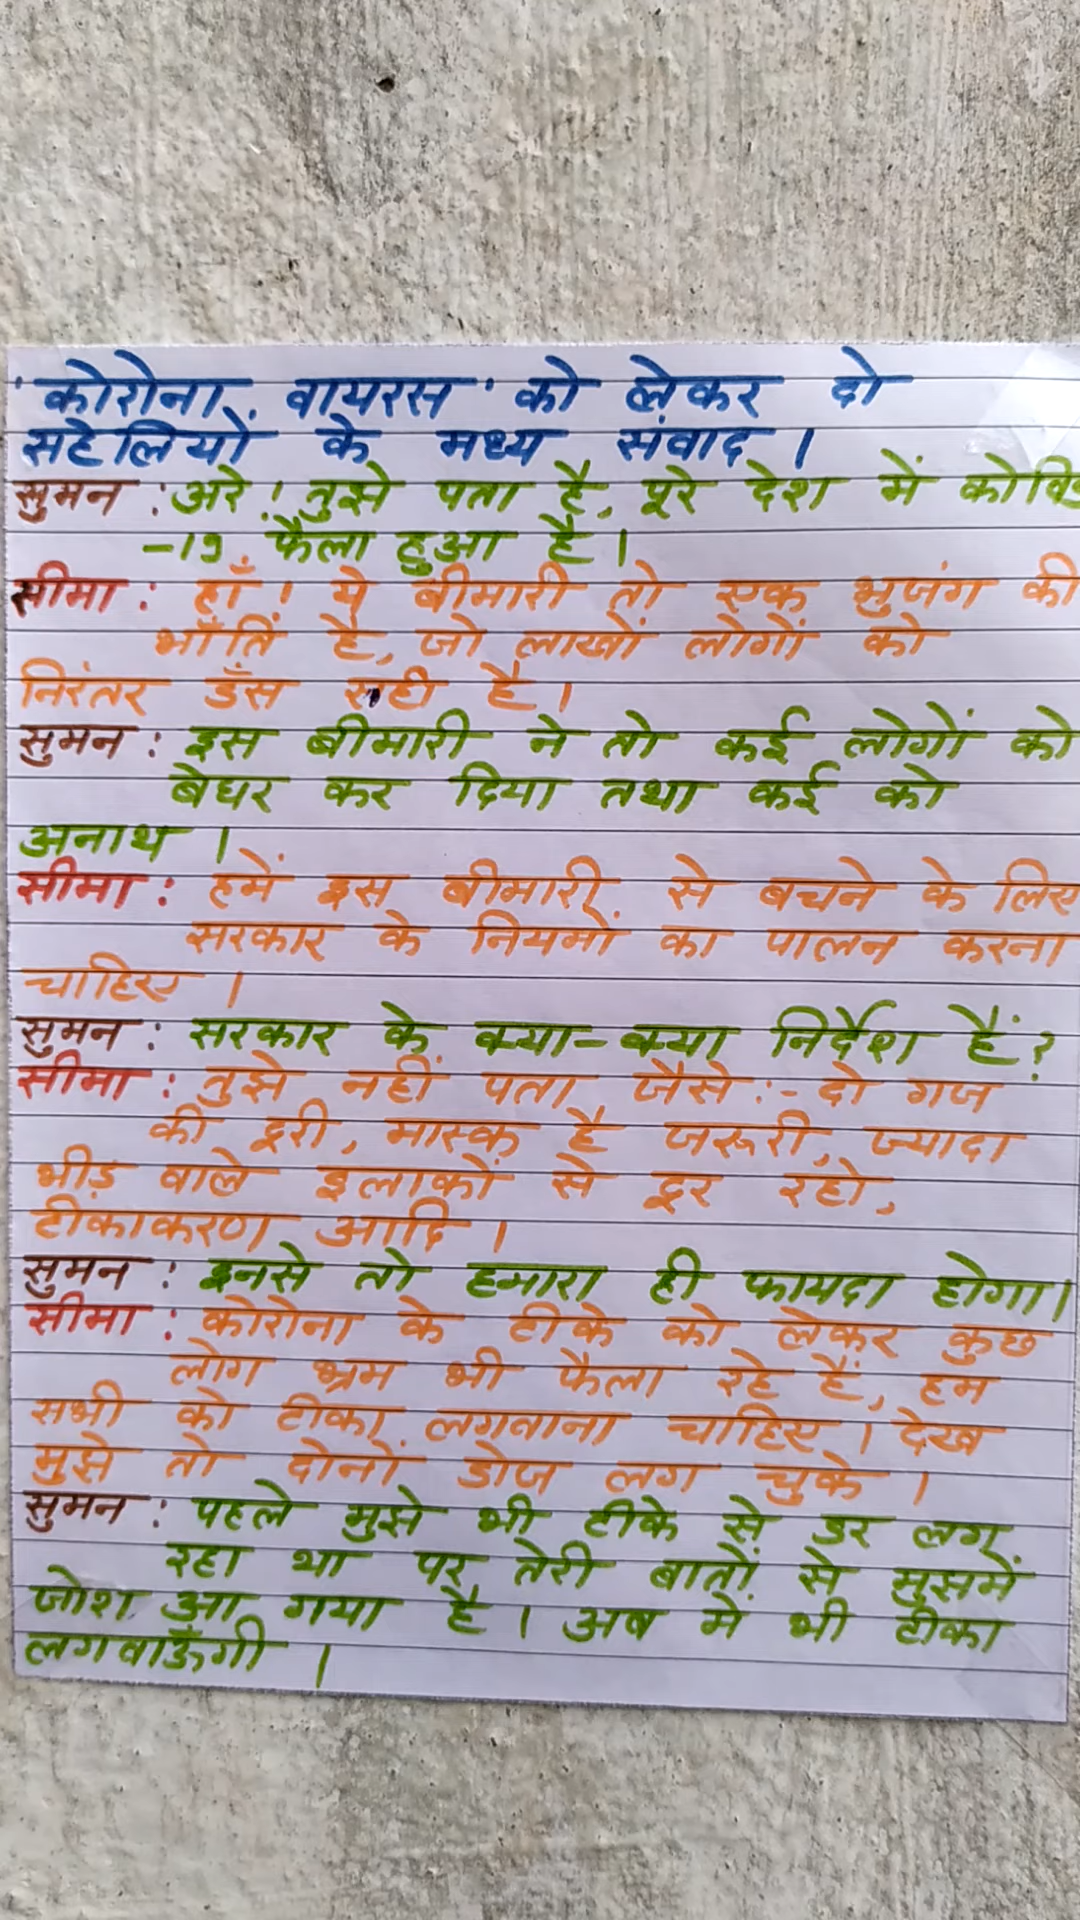 'कोरोना वायरस' को लेकर दो
सहेलियों के मध्य संवाद ।
सुमन : अरे ! तुझे पता है, पूरे देश में कोविड
-19 फैला हुआ है ।
सीमा : हाँ ! ये बीमारी तो एक भुजंग की
भाँति है, जो लाखों लोगों को
निरंतर डँस रही है ।
सुमन : इस बीमारी ने तो कई लोगों को
बेघर कर दिया तथा कई को
अनाथ ।
सीमा : हमें इस बीमारी से बचने के लिए
सरकार के नियमों का पालन करना
चाहिए ।
सुमन : सरकार के क्या-क्या निर्देश हैं ?
सीमा : तुझे नहीं पता जैसे :- दो गज
की दूरी, मास्क है जरूरी, ज्यादा
भीड़ वाले इलाकों से दूर रहो,
टीकाकरण आदि ।
सुमन : इनसे तो हमारा ही फायदा होगा ।
सीमा : कोरोना के टीके को लेकर कुछ
लोग भ्रम भी फैला रहे हैं, हम
सभी को टीका लगवाना चाहिए । देख
मुझे तो दोनों डोज लग चुके ।
सुमन : पहले मुझे भी टीके से डर लग
रहा था पर तेरी बातों से मुझमें
जोश आ गया है । अब में भी टीका
लगवाऊँगी ।